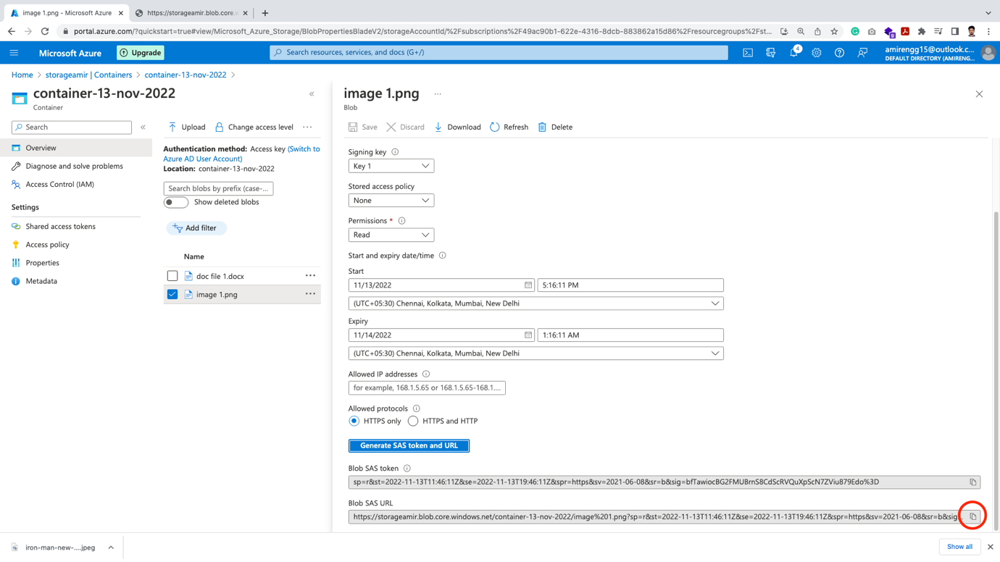 image 1.png - Microsoft Azure
https://storageamir.blob.core.w
portal.azure.com/?quickstart=true#view/Microsoft_Azure_Storage/BlobPropertiesBladeV2/storageAccountId/%2Fsubscriptions%2F49ac90b1-622e-4316-8dcb-883862a15d86%2Fresourcegroups%2Fst...
Microsoft Azure
Upgrade
Search resources, services, and docs (G+/)
4
amirengg15@outlook.c...
DEFAULT DIRECTORY (AMIRENG...
Home > storageamir | Containers > container-13-nov-2022 >
container-13-nov-2022
Container
Search
Overview
Diagnose and solve problems
Access Control (IAM)
Settings
Shared access tokens
Access policy
Properties
Metadata
Upload
Change access level
Authentication method: Access key (Switch to
Azure AD User Account)
Location: container-13-nov-2022
Search blobs by prefix (case-...
Show deleted blobs
Add filter
Name
doc file 1.docx
image 1.png
image 1.png
Blob
Save
Discard
Download
Refresh
Delete
Signing key
Key 1
Stored access policy
None
Permissions *
Read
Start and expiry date/time
Start
11/13/2022
5:16:11 PM
(UTC+05:30) Chennai, Kolkata, Mumbai, New Delhi
Expiry
11/14/2022
1:16:11 AM
(UTC+05:30) Chennai, Kolkata, Mumbai, New Delhi
Allowed IP addresses
for example, 168.1.5.65 or 168.1.5.65-168.1....
Allowed protocols
HTTPS only
HTTPS and HTTP
Generate SAS token and URL
Blob SAS token
sp=r&st=2022-11-13T11:46:11Z&se=2022-11-13T19:46:11Z&spr=https&sv=2021-06-08&sr=b&sig=bfTawiocBG2FMUBrnS8CdScRVQuXpScN7ZViu879Edo%3D
Blob SAS URL
https://storageamir.blob.core.windows.net/container-13-nov-2022/image%201.png?sp=r&st=2022-11-13T11:46:11Z&se=2022-11-13T19:46:11Z&spr=https&sv=2021-06-08&sr=b&sig...
iron-man-new-....jpeg
Show all